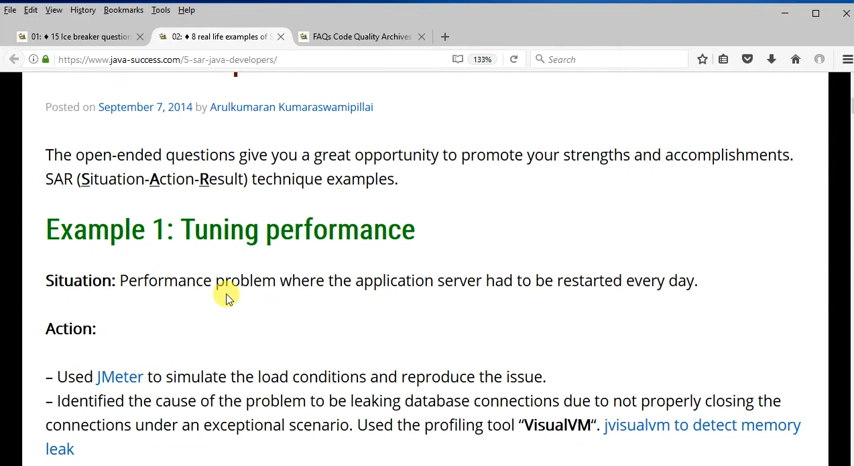 File Edit View History Bookmarks Tools Help
01: ♦ 15 Ice breaker question
02: ♦ 8 real life examples of S
FAQs Code Quality Archives
https://www.java-success.com/5-sar-java-developers/
133%
Search
Posted on September 7, 2014 by Arulkumaran Kumaraswamipillai
The open-ended questions give you a great opportunity to promote your strengths and accomplishments.
SAR (Situation-Action-Result) technique examples.
Example 1: Tuning performance
Situation: Performance problem where the application server had to be restarted every day.
Action:
– Used JMeter to simulate the load conditions and reproduce the issue.
– Identified the cause of the problem to be leaking database connections due to not properly closing the
connections under an exceptional scenario. Used the profiling tool “VisualVM“. jvisualvm to detect memory
leak